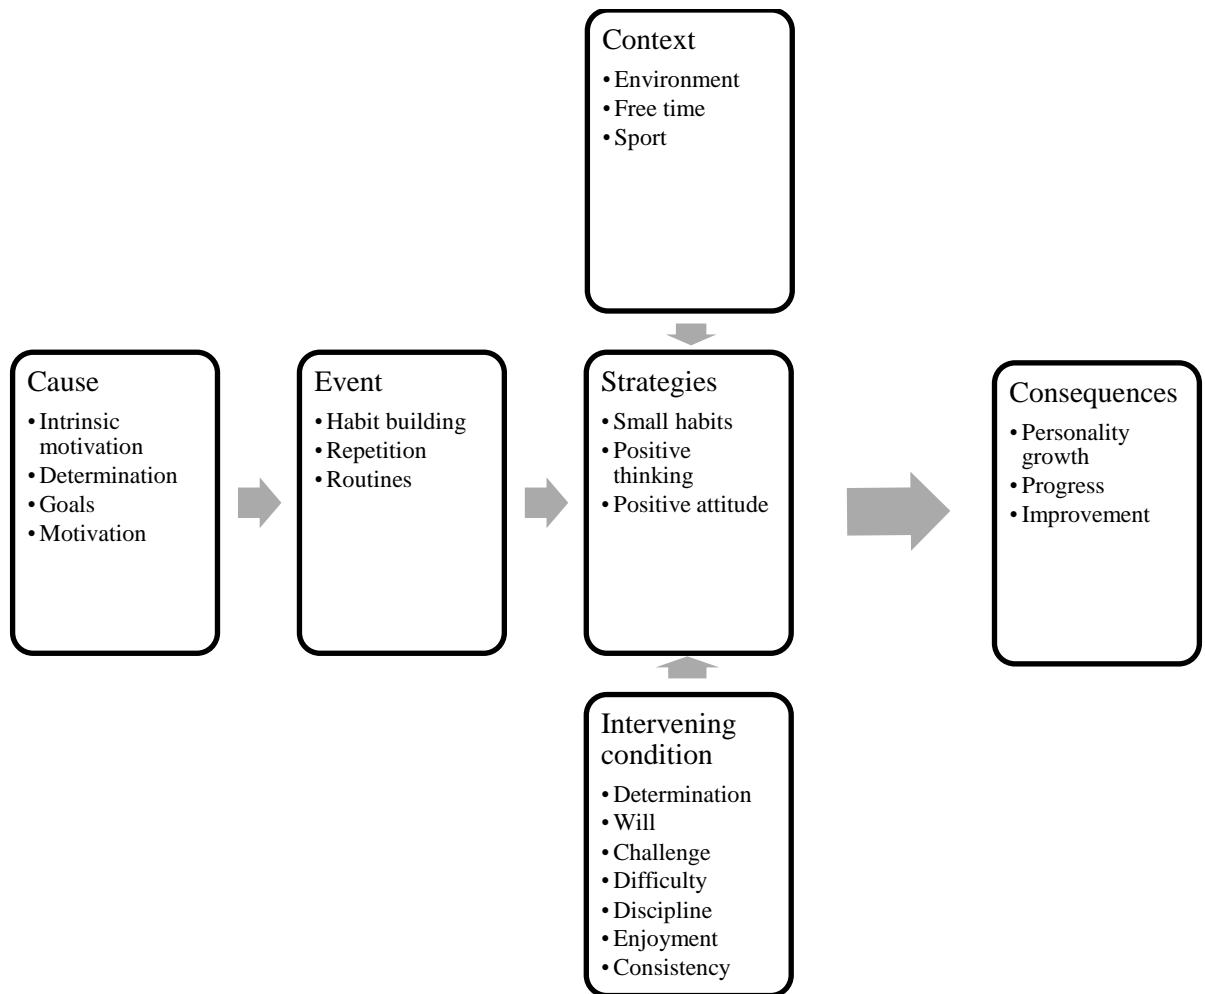 Context
• Environment
• Free time
• Sport
Cause
• Intrinsic
motivation
• Determination
• Goals
• Motivation
Event
• Habit building
• Repetition
• Routines
Strategies
• Small habits
• Positive
thinking
• Positive attitude
Consequences
• Personality
growth
• Progress
• Improvement
Intervening
condition
• Determination
• Will
• Challenge
• Difficulty
• Discipline
• Enjoyment
• Consistency